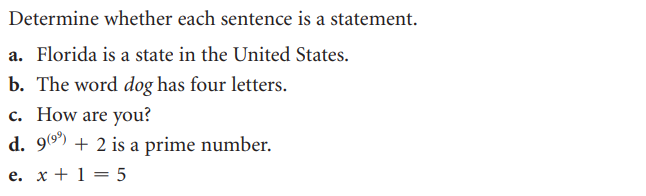 Determine whether each sentence is a statement.
a. Florida is a state in the United States.
b. The word dog has four letters.
c. How are you?
d. 9^(9^9) + 2 is a prime number.
e. x + 1 = 5